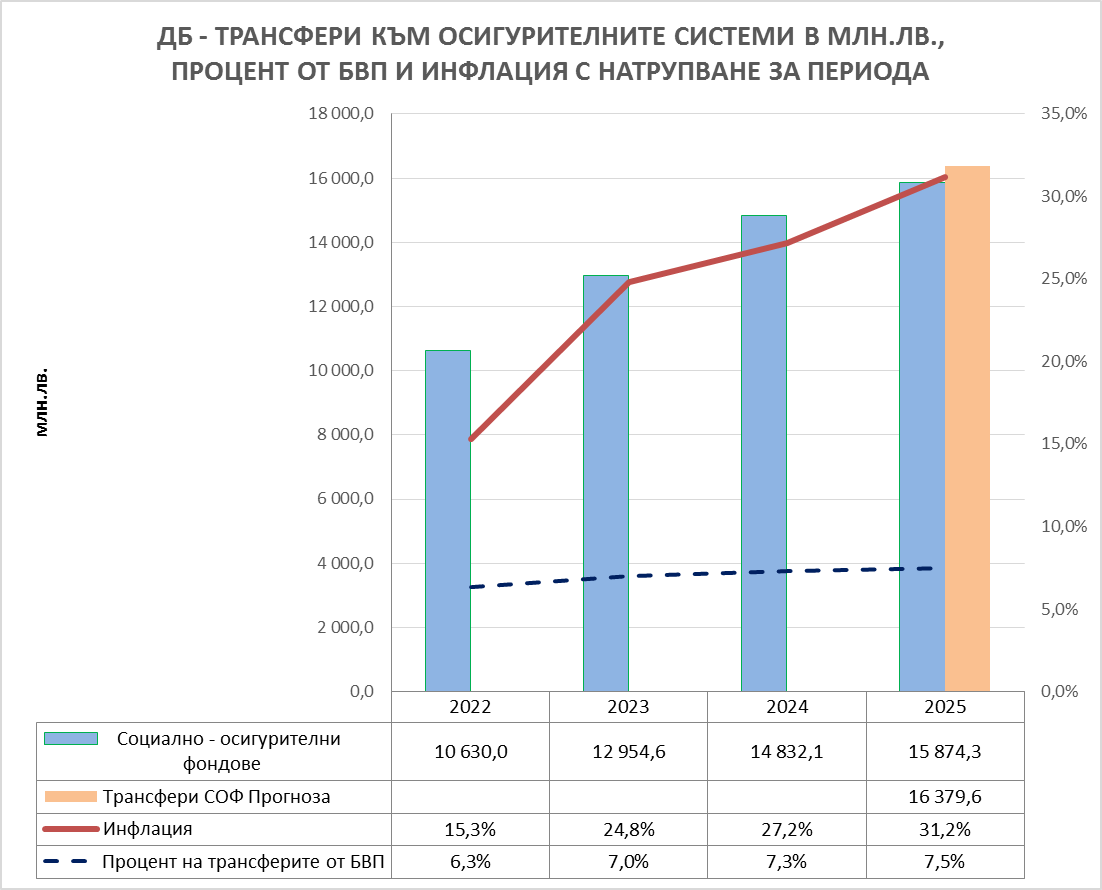 ДБ - ТРАНСФЕРИ КЪМ ОСИГУРИТЕЛНИТЕ СИСТЕМИ В МЛН.ЛВ.,
ПРОЦЕНТ ОТ БВП И ИНФЛАЦИЯ С НАТРУПВАНЕ ЗА ПЕРИОДА
18 000,0
16 000,0
14 000,0
12 000,0
10 000,0
8 000,0
6 000,0
4 000,0
2 000,0
0,0
млн.лв.
35,0%
30,0%
25,0%
20,0%
15,0%
10,0%
5,0%
0,0%
2022 2023 2024 2025
Социално - осигурителни
фондове
10 630,0 12 954,6 14 832,1 15 874,3
Трансфери СОФ Прогноза 16 379,6
Инфлация 15,3% 24,8% 27,2% 31,2%
Процент на трансферите от БВП 6,3% 7,0% 7,3% 7,5%